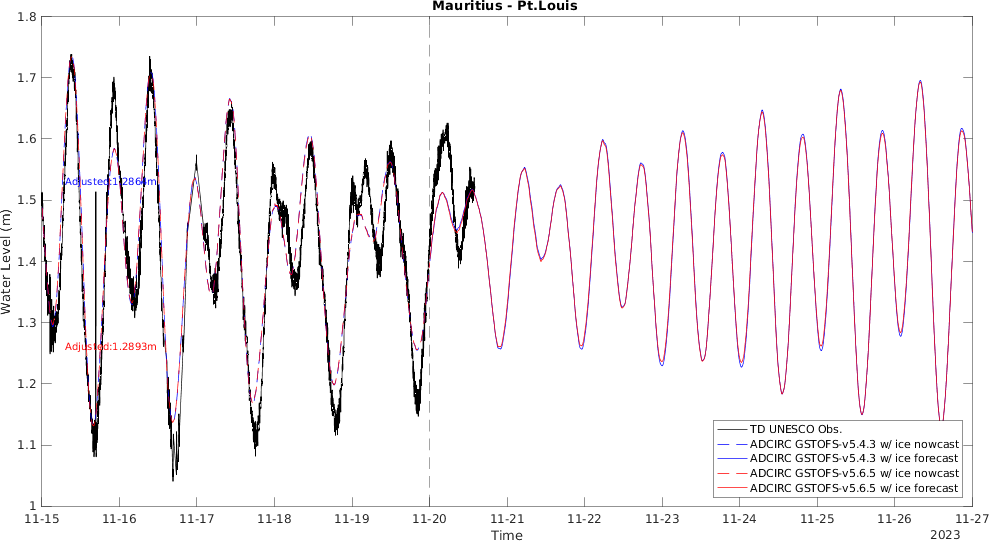 Mauritius - Pt.Louis
1.8
1.7
1.6
1.5
1.4
1.3
1.2
1.1
1
Water Level (m)
Adjusted:1.2864m
Adjusted:1.2893m
TD UNESCO Obs.
ADCIRC GSTOFS-v5.4.3 w/ ice nowcast
ADCIRC GSTOFS-v5.4.3 w/ ice forecast
ADCIRC GSTOFS-v5.6.5 w/ ice nowcast
ADCIRC GSTOFS-v5.6.5 w/ ice forecast
11-15 11-16 11-17 11-18 11-19 11-20 11-21 11-22 11-23 11-24 11-25 11-26 11-27
Time
2023